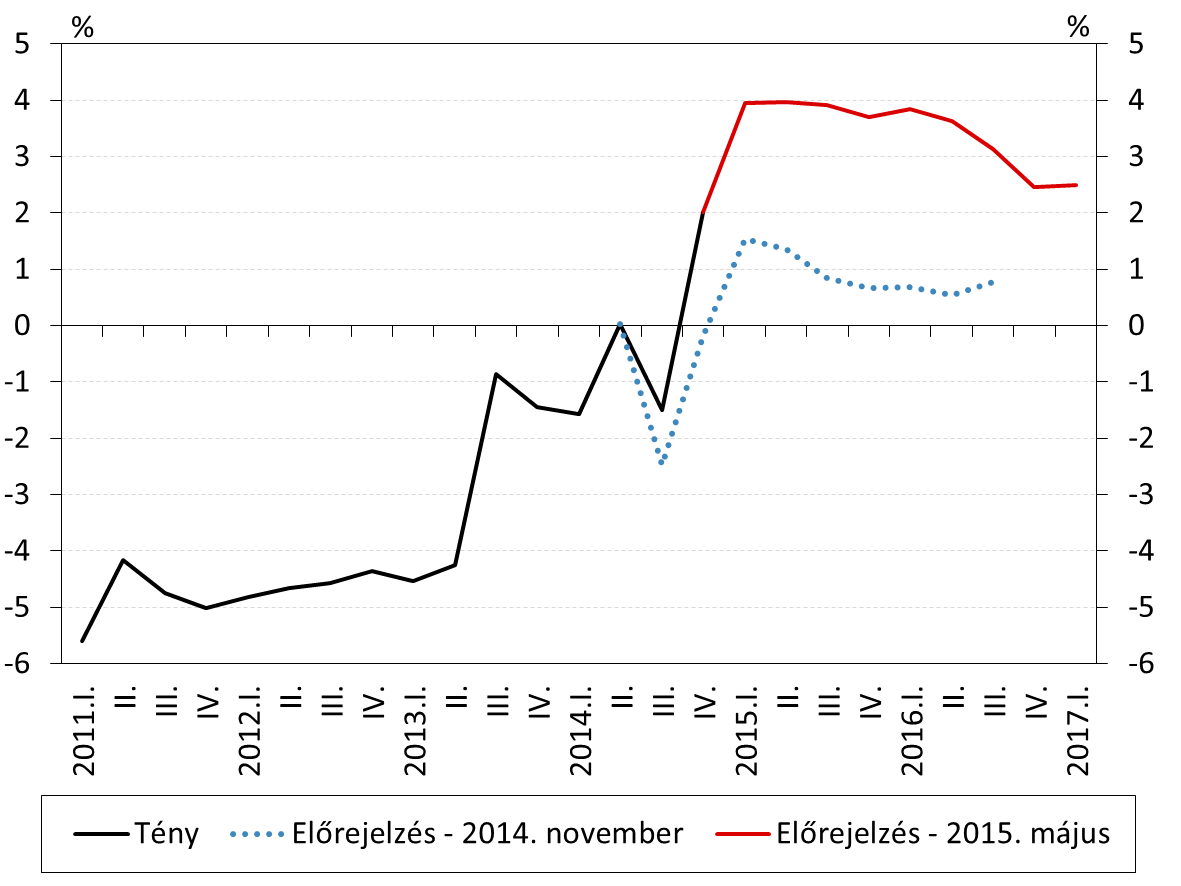 % %
5 5
4 4
3 3
2 2
1 1
0 0
-1 -1
-2 -2
-3 -3
-4 -4
-5 -5
-6 -6
2011.I.
II.
III.
IV.
2012.I.
II.
III.
IV.
2013.I.
II.
III.
IV.
2014.I.
II.
III.
IV.
2015.I.
II.
III.
IV.
2016.I.
II.
III.
IV.
2017.I.
Tény Előrejelzés - 2014. november Előrejelzés - 2015. május